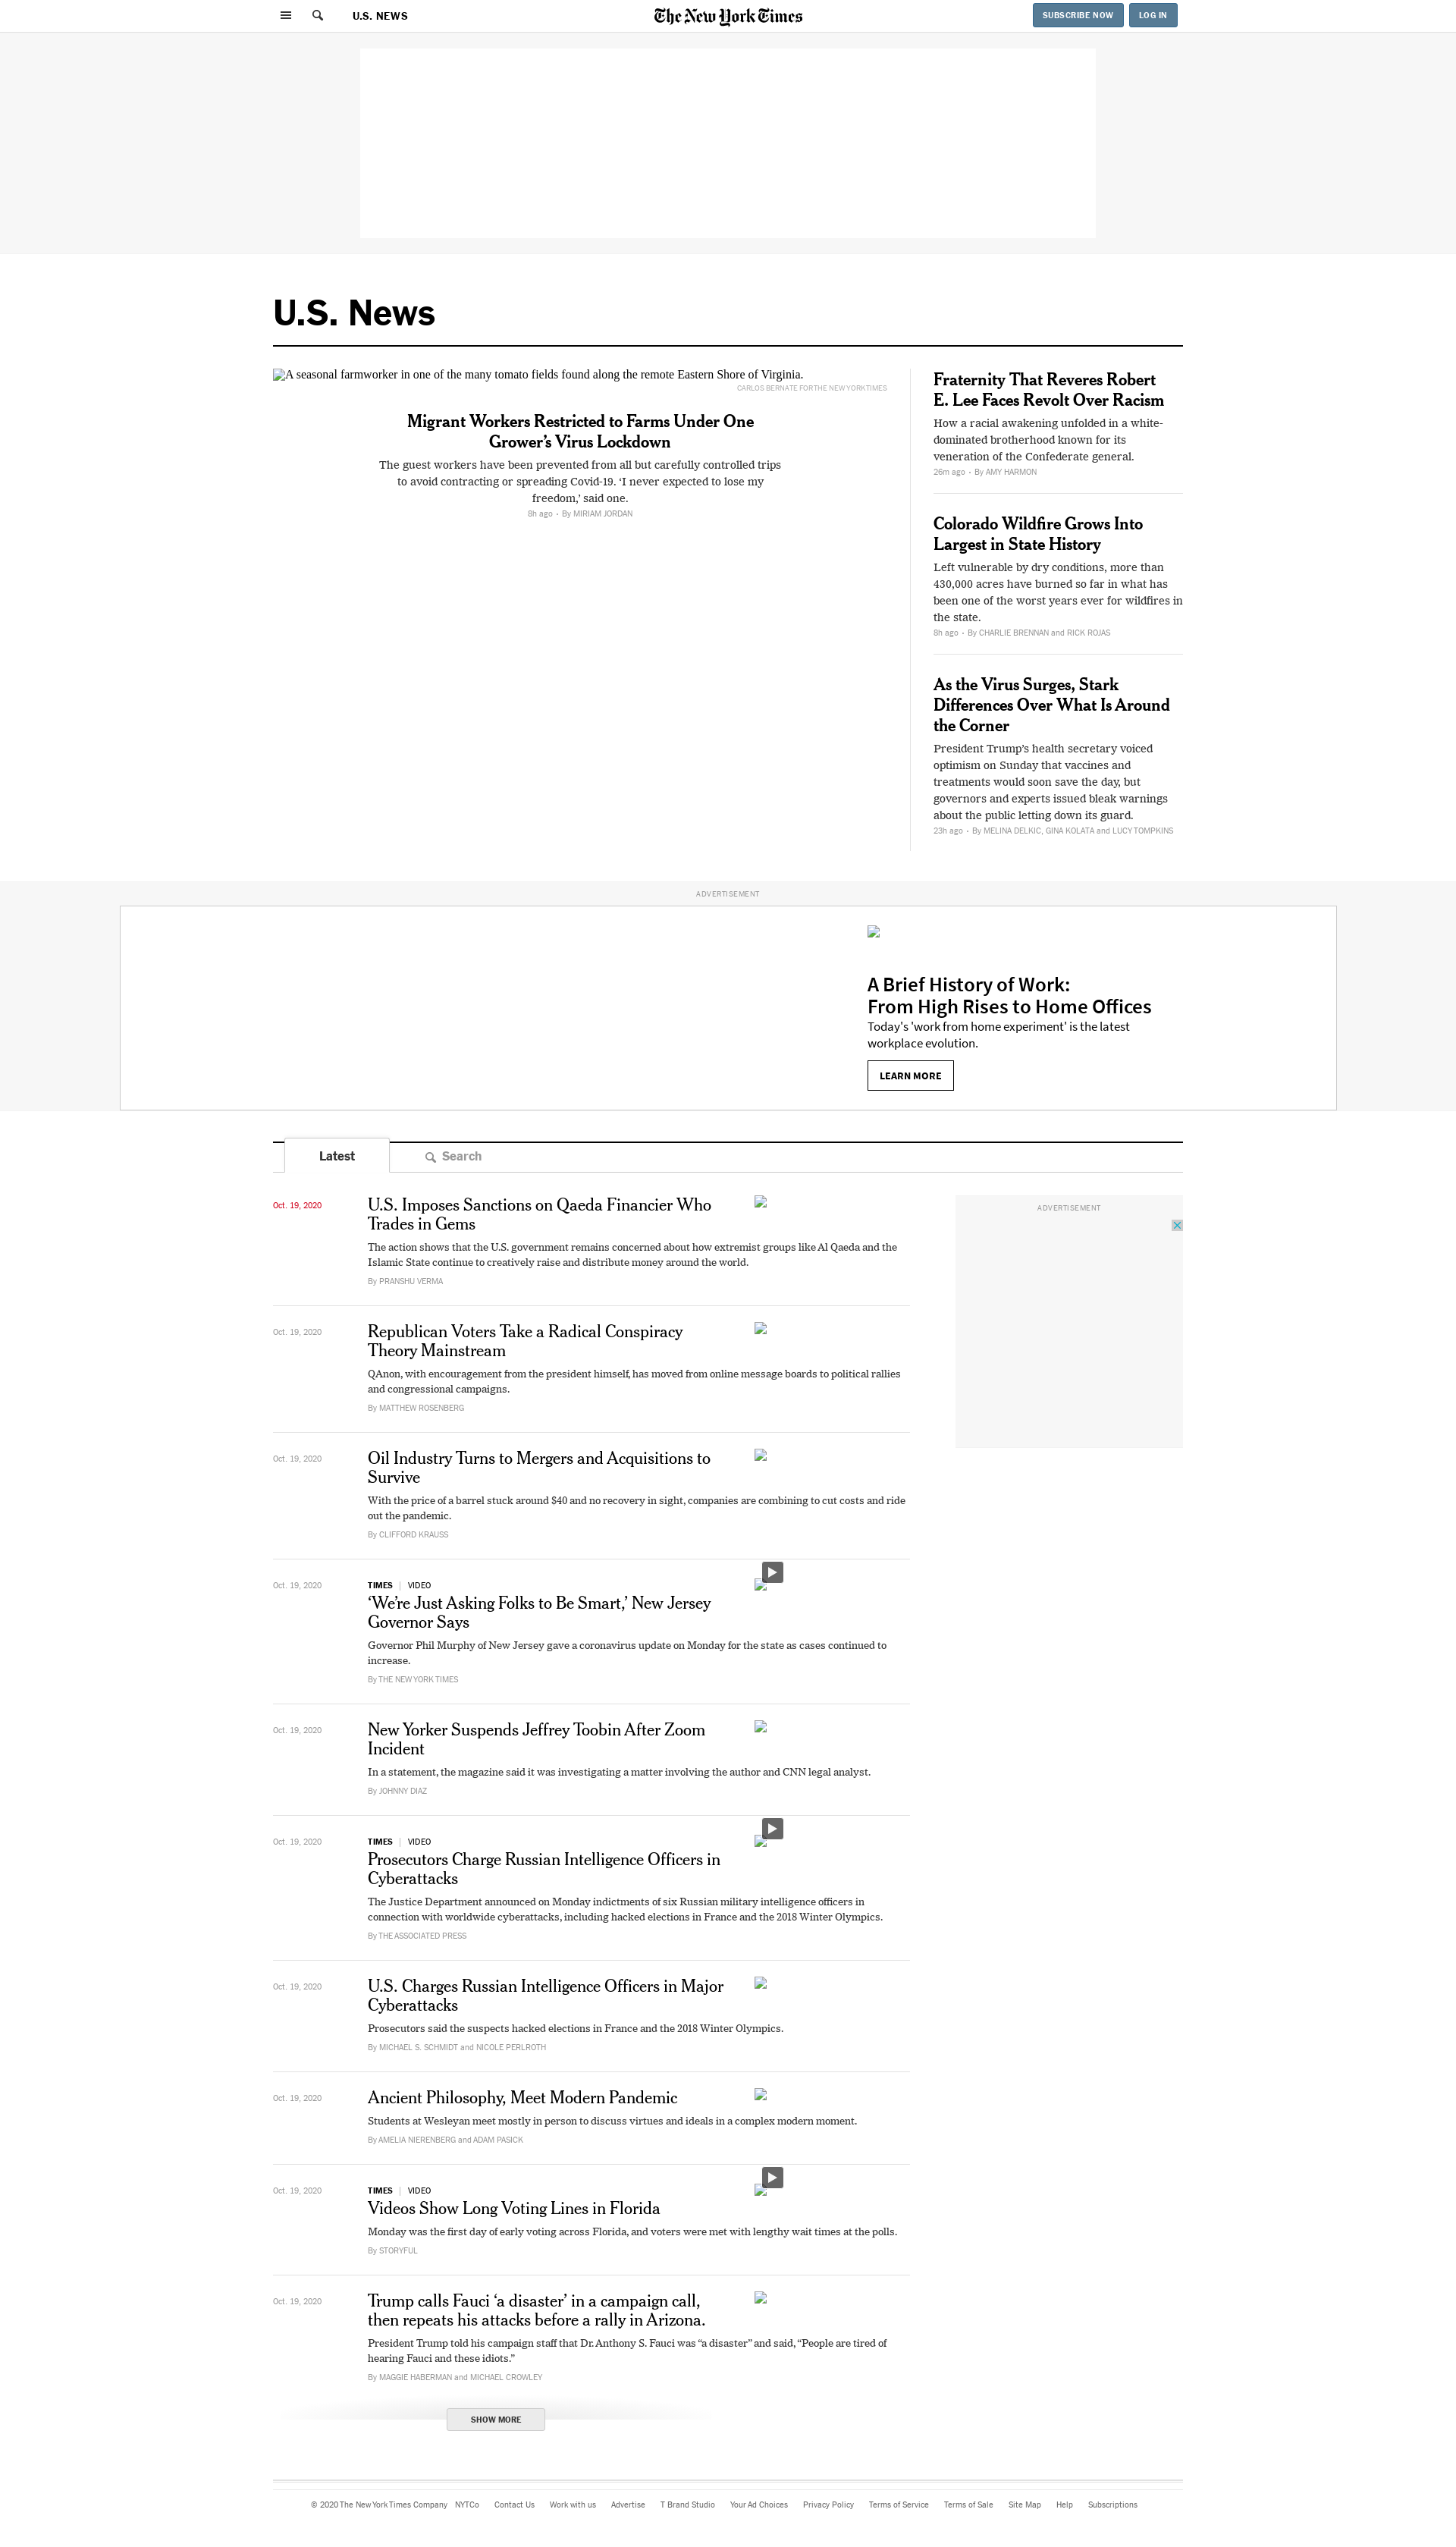 U.S. NEWS
The New York Times
SUBSCRIBE NOW
LOG IN
U.S. News
A seasonal farmworker in one of the many tomato fields found along the remote Eastern Shore of Virginia.
CARLOS BERNATE FOR THE NEW YORK TIMES
Migrant Workers Restricted to Farms Under One
Grower’s Virus Lockdown
The guest workers have been prevented from all but carefully controlled trips
to avoid contracting or spreading Covid-19. ‘I never expected to lose my
freedom,’ said one.
8h ago • By MIRIAM JORDAN
Fraternity That Reveres Robert
E. Lee Faces Revolt Over Racism
How a racial awakening unfolded in a white-
dominated brotherhood known for its
veneration of the Confederate general.
26m ago • By AMY HARMON
Colorado Wildfire Grows Into
Largest in State History
Left vulnerable by dry conditions, more than
430,000 acres have burned so far in what has
been one of the worst years ever for wildfires in
the state.
8h ago • By CHARLIE BRENNAN and RICK ROJAS
As the Virus Surges, Stark
Differences Over What Is Around
the Corner
President Trump’s health secretary voiced
optimism on Sunday that vaccines and
treatments would soon save the day, but
governors and experts issued bleak warnings
about the public letting down its guard.
23h ago • By MELINA DELKIC, GINA KOLATA and LUCY TOMPKINS
ADVERTISEMENT
A Brief History of Work:
From High Rises to Home Offices
Today's 'work from home experiment' is the latest
workplace evolution.
LEARN MORE
Latest
Search
Oct. 19, 2020
U.S. Imposes Sanctions on Qaeda Financier Who
Trades in Gems
The action shows that the U.S. government remains concerned about how extremist groups like Al Qaeda and the
Islamic State continue to creatively raise and distribute money around the world.
By PRANSHU VERMA
ADVERTISEMENT
Oct. 19, 2020
Republican Voters Take a Radical Conspiracy
Theory Mainstream
QAnon, with encouragement from the president himself, has moved from online message boards to political rallies
and congressional campaigns.
By MATTHEW ROSENBERG
Oct. 19, 2020
Oil Industry Turns to Mergers and Acquisitions to
Survive
With the price of a barrel stuck around $40 and no recovery in sight, companies are combining to cut costs and ride
out the pandemic.
By CLIFFORD KRAUSS
Oct. 19, 2020
TIMES | VIDEO
‘We’re Just Asking Folks to Be Smart,’ New Jersey
Governor Says
Governor Phil Murphy of New Jersey gave a coronavirus update on Monday for the state as cases continued to
increase.
By THE NEW YORK TIMES
Oct. 19, 2020
New Yorker Suspends Jeffrey Toobin After Zoom
Incident
In a statement, the magazine said it was investigating a matter involving the author and CNN legal analyst.
By JOHNNY DIAZ
Oct. 19, 2020
TIMES | VIDEO
Prosecutors Charge Russian Intelligence Officers in
Cyberattacks
The Justice Department announced on Monday indictments of six Russian military intelligence officers in
connection with worldwide cyberattacks, including hacked elections in France and the 2018 Winter Olympics.
By THE ASSOCIATED PRESS
Oct. 19, 2020
U.S. Charges Russian Intelligence Officers in Major
Cyberattacks
Prosecutors said the suspects hacked elections in France and the 2018 Winter Olympics.
By MICHAEL S. SCHMIDT and NICOLE PERLROTH
Oct. 19, 2020
Ancient Philosophy, Meet Modern Pandemic
Students at Wesleyan meet mostly in person to discuss virtues and ideals in a complex modern moment.
By AMELIA NIERENBERG and ADAM PASICK
Oct. 19, 2020
TIMES | VIDEO
Videos Show Long Voting Lines in Florida
Monday was the first day of early voting across Florida, and voters were met with lengthy wait times at the polls.
By STORYFUL
Oct. 19, 2020
Trump calls Fauci ‘a disaster’ in a campaign call,
then repeats his attacks before a rally in Arizona.
President Trump told his campaign staff that Dr. Anthony S. Fauci was “a disaster” and said, “People are tired of
hearing Fauci and these idiots.”
By MAGGIE HABERMAN and MICHAEL CROWLEY
SHOW MORE
© 2020 The New York Times Company NYTCo Contact Us Work with us Advertise T Brand Studio Your Ad Choices Privacy Policy Terms of Service Terms of Sale Site Map Help Subscriptions